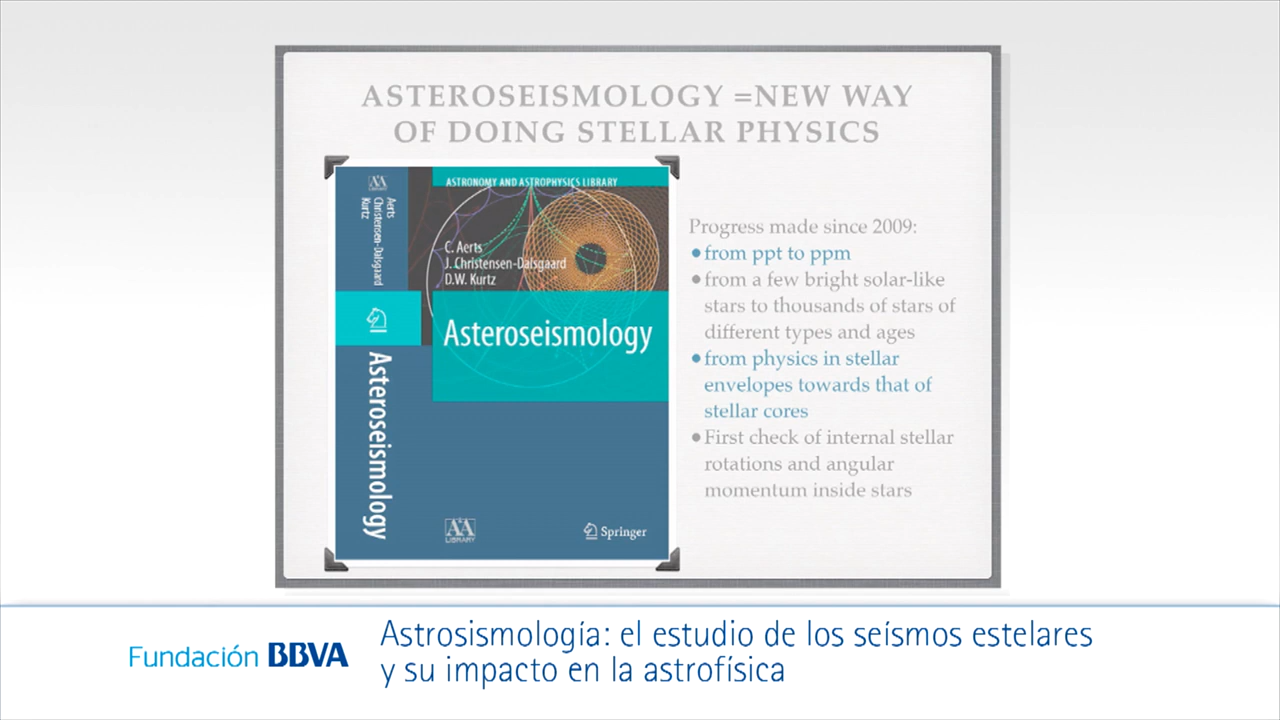 ASTEROSEISMOLOGY =NEW WAY
OF DOING STELLAR PHYSICS
AA
LIBRARY
Aerts
Christensen-Dalsgaard
Kurtz
Asteroseismology
ASTRONOMY AND ASTROPHYSICS LIBRARY
C. Aerts
J. Christensen-Dalsgaard
D.W. Kurtz
Asteroseismology
AA
LIBRARY
Springer
Progress made since 2009:
•from ppt to ppm
•from a few bright solar-like
stars to thousands of stars of
different types and ages
•from physics in stellar
envelopes towards that of
stellar cores
•First check of internal stellar
rotations and angular
momentum inside stars
Fundación BBVA
Astrosismología: el estudio de los seísmos estelares
y su impacto en la astrofísica